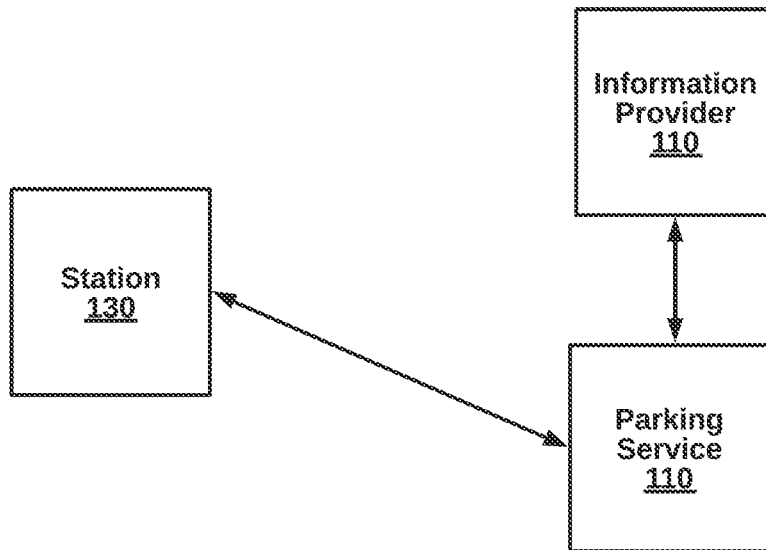 Information
Provider
110
Station
130
Parking
Service
110